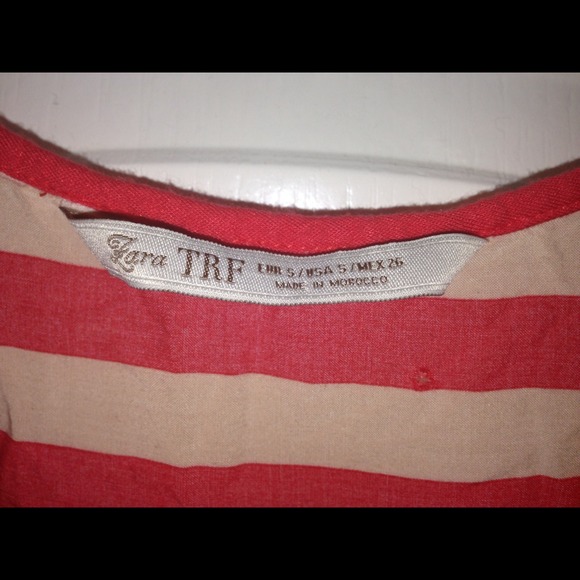 Zara TRF EUR S / USA S / MEX 26
MADE IN MOROCCO